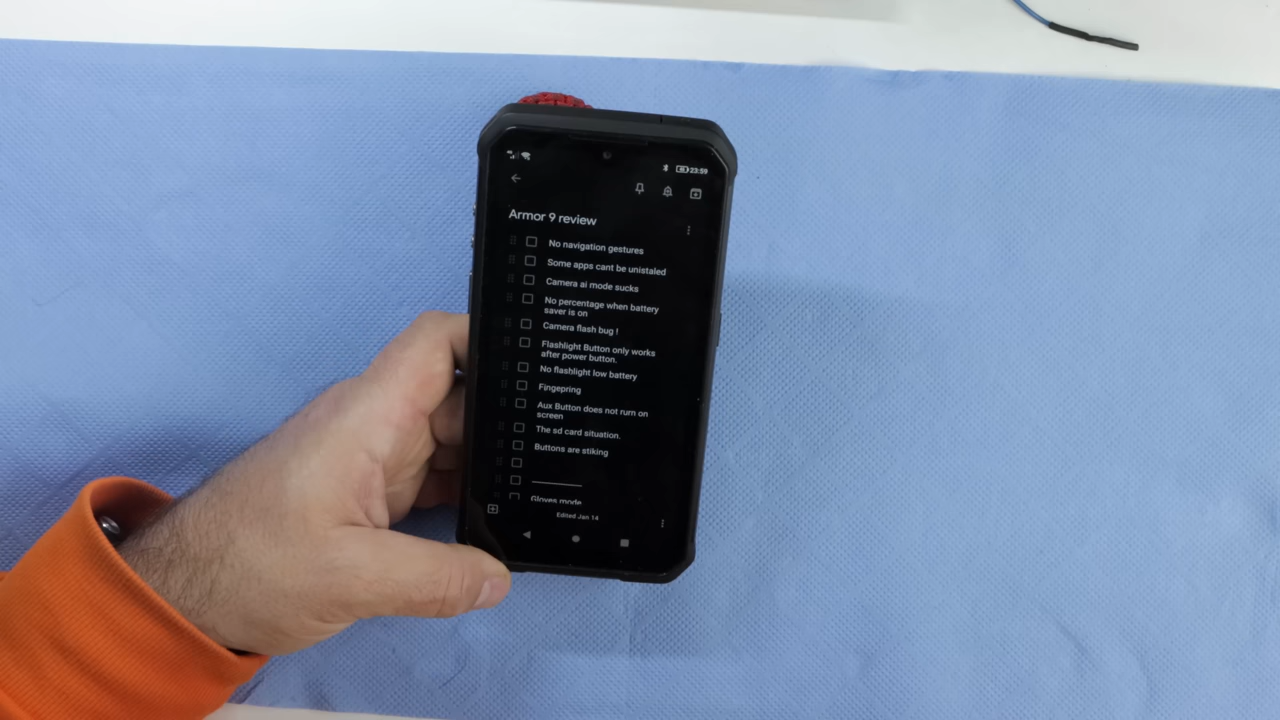 23:59
Armor 9 review
No navigation gestures
Some apps cant be unistaled
Camera ai mode sucks
No percentage when battery
saver is on
Camera flash bug !
Flashlight Button only works
after power button.
No flashlight low battery
Fingepring
Aux Button does not rurn on
screen
The sd card situation.
Buttons are stiking
Gloves mode
Edited Jan 14